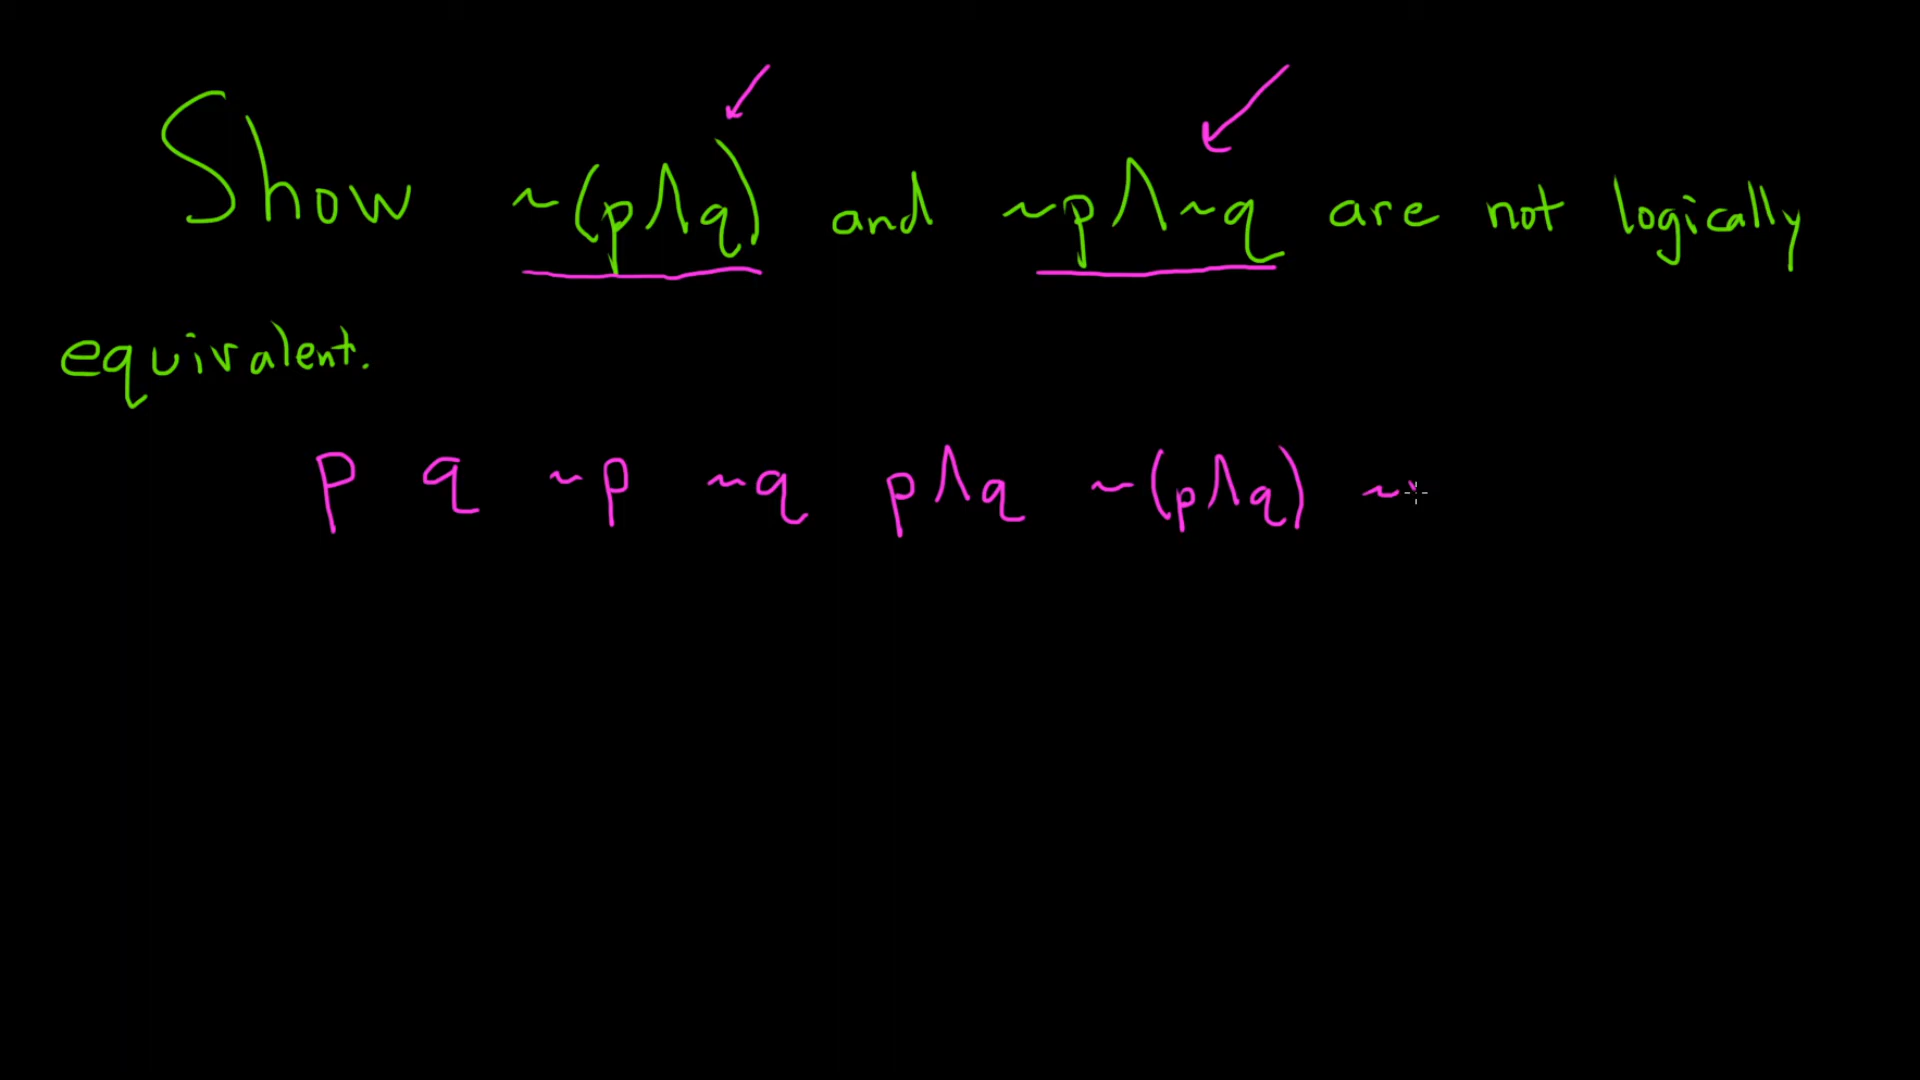 Show ~(p∧q) and ~p∧~q are not logically
equivalent.
p q ~p ~q p∧q ~(p∧q) ~